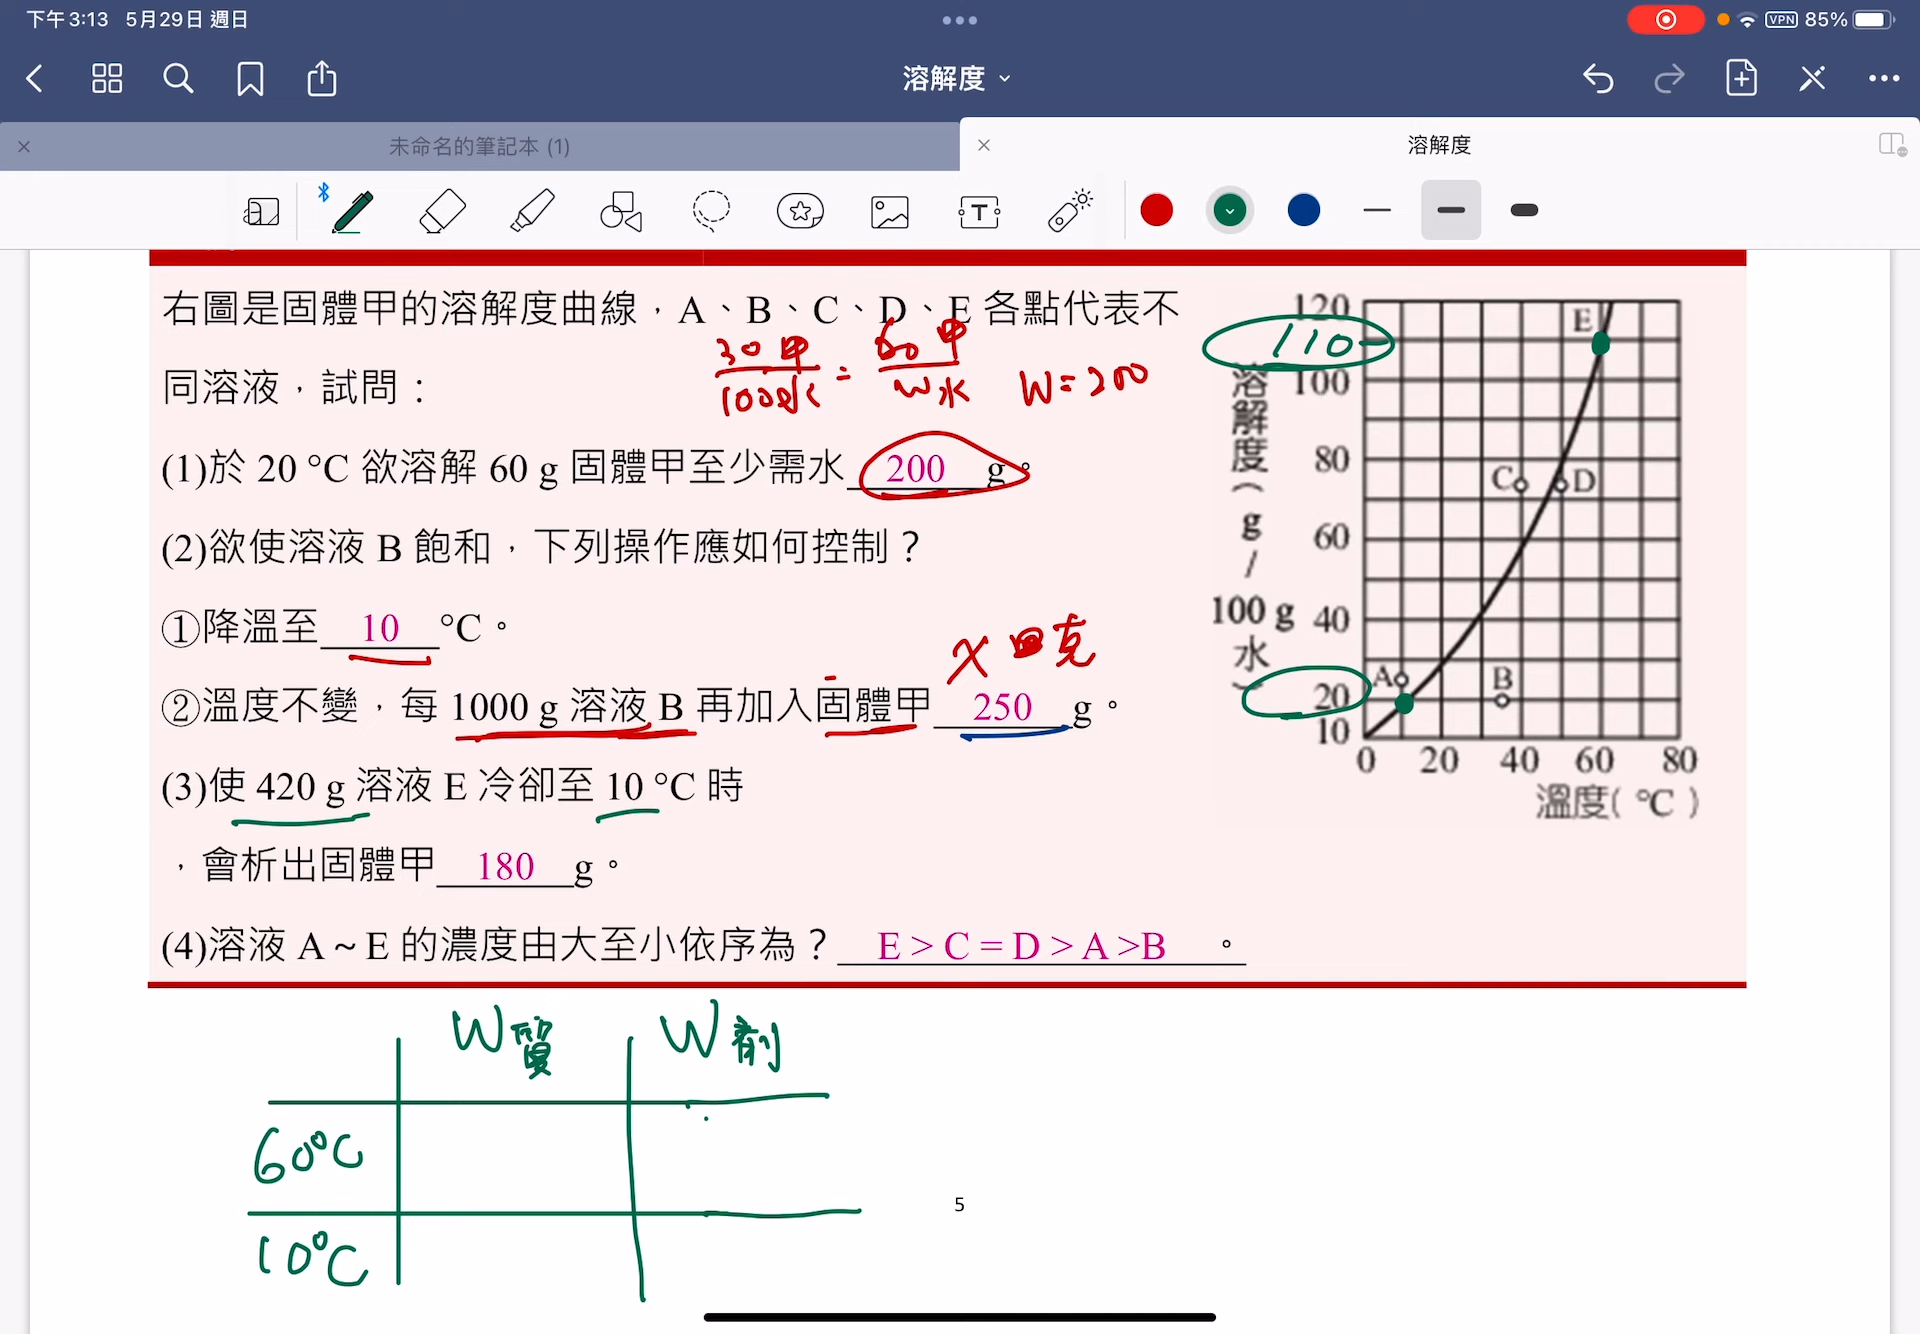 下午3:13 5月29日 週日
VPN 85%
溶解度
未命名的筆記本 (1)
溶解度
T
右圖是固體甲的溶解度曲線，A、B、C、D、E 各點代表不
30甲/100水 = 60甲/W水 W=200
同溶液，試問：
(1)於 20 °C 欲溶解 60 g 固體甲至少需水 200 g。
(2)欲使溶液 B 飽和，下列操作應如何控制？
①降溫至 10 °C。
X 克
②溫度不變，每 1000 g 溶液 B 再加入固體甲 250 g。
(3)使 420 g 溶液 E 冷卻至 10 °C 時
，會析出固體甲 180 g。
(4)溶液 A ~ E 的濃度由大至小依序為？ E > C = D > A >B 。
溶解度(g/100 g水)
120
110
100
80
60
40
20
10
E
C
D
A
B
0 20 40 60 80
溫度(℃)
W質 W劑
60°C
10°C
5